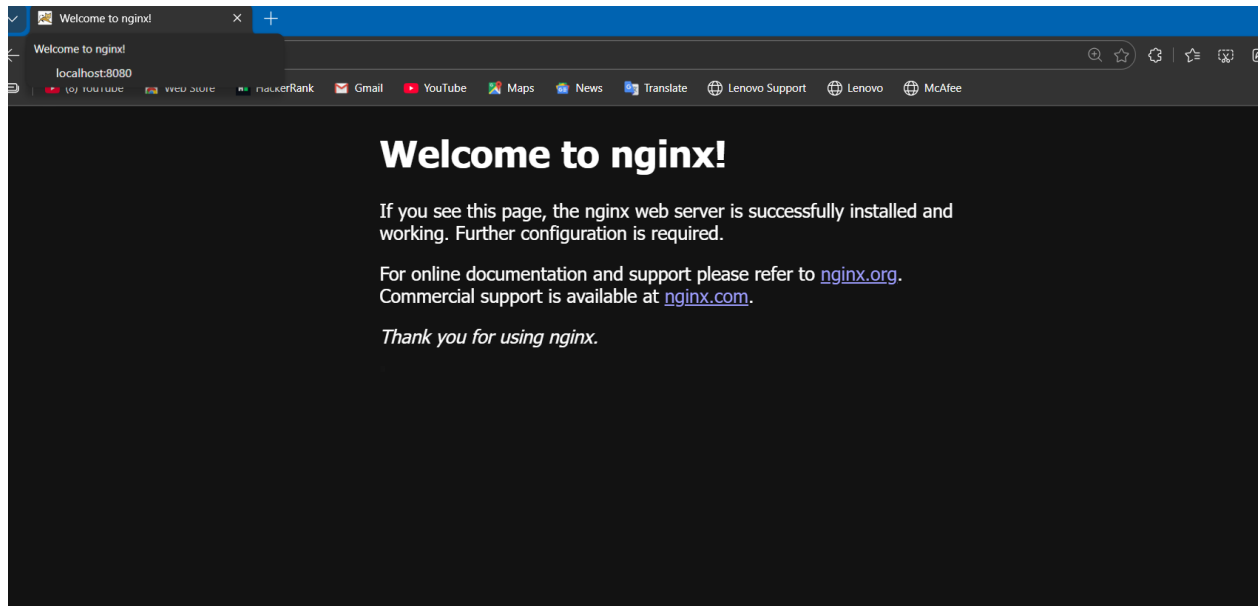 Welcome to nginx!
Welcome to nginx!
localhost:8080
(8) YouTube Web Store HackerRank Gmail YouTube Maps News Translate Lenovo Support Lenovo McAfee
Welcome to nginx!
If you see this page, the nginx web server is successfully installed and
working. Further configuration is required.
For online documentation and support please refer to nginx.org.
Commercial support is available at nginx.com.
Thank you for using nginx.